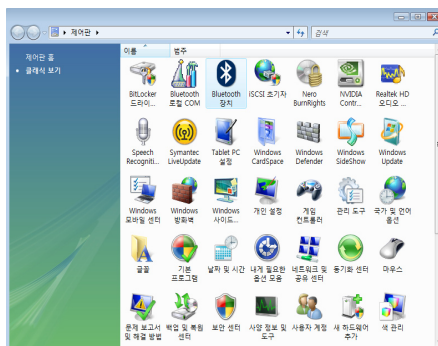 제어판
검색
제어판 홈
클래식 보기
이름
범주
BitLocker
드라이...
Bluetooth
로컬 COM
Bluetooth
장치
iSCSI 초기자
Nero
BurnRights
NVIDIA
Contr...
Realtek HD
오디오 ...
Speech
Recogniti...
Symantec
LiveUpdate
Tablet PC
설정
Windows
CardSpace
Windows
Defender
Windows
SideShow
Windows
Update
Windows
모바일 센터
Windows
방화벽
Windows
사이드...
개인 설정
게임
컨트롤러
관리 도구
국가 및 언어
옵션
글꼴
기본
프로그램
날짜 및 시간
내게 필요한
옵션 모음
네트워크 및
공유 센터
동기화 센터
마우스
문제 보고서
및 해결 방법
백업 및 복원
센터
보안 센터
사양 정보 및
도구
사용자 계정
새 하드웨어
추가
색 관리